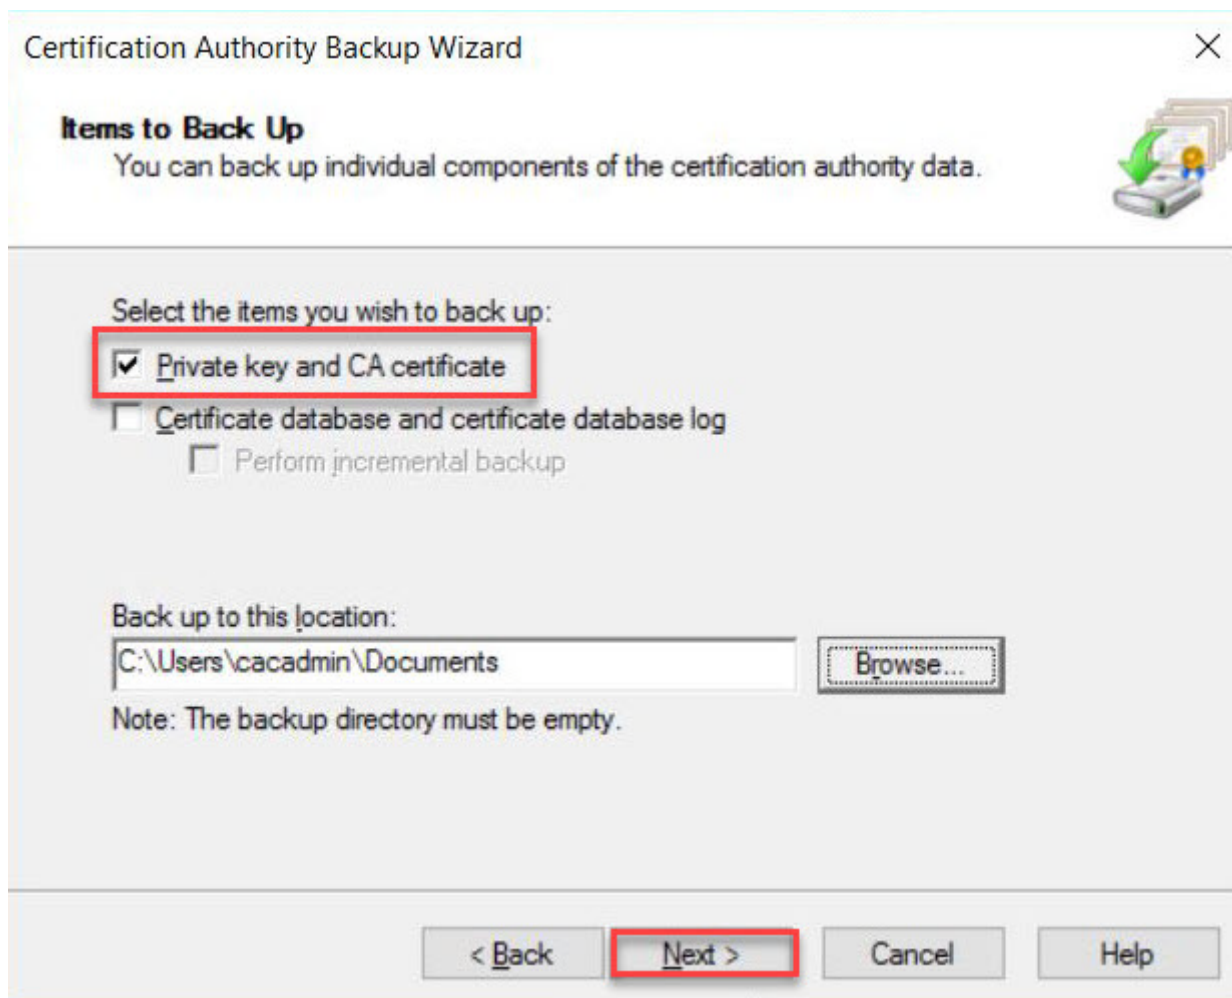 Certification Authority Backup Wizard
Items to Back Up
You can back up individual components of the certification authority data.
Select the items you wish to back up:
Private key and CA certificate
Certificate database and certificate database log
Perform incremental backup
Back up to this location:
C:\Users\cacadmin\Documents
Browse...
Note: The backup directory must be empty.
< Back
Next >
Cancel
Help